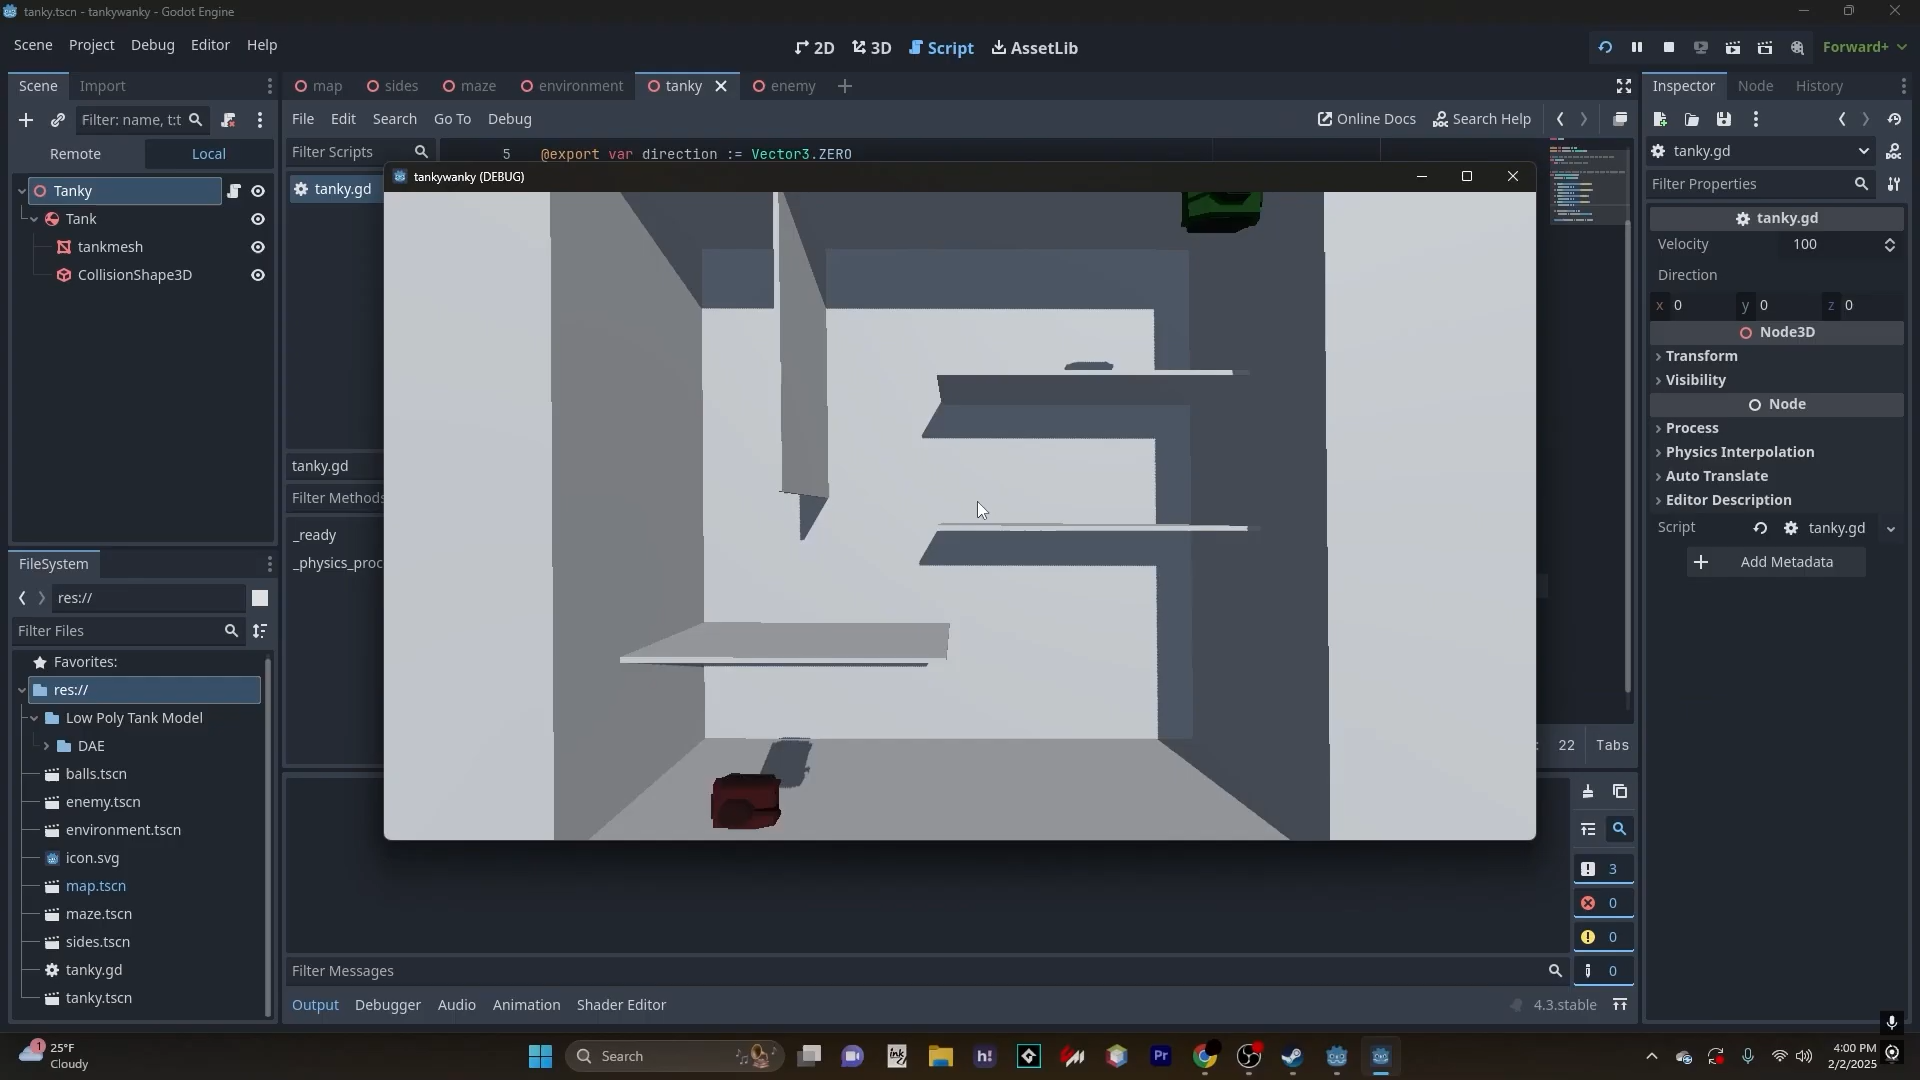 tanky.tscn - tankywanky - Godot Engine
Scene Project Debug Editor Help
2D 3D Script AssetLib
Forward+
Scene Import
map sides maze environment tanky enemy
Inspector Node History
Filter: name, t:t
File Edit Search Go To Debug
Online Docs Search Help
Remote Local
Filter Scripts
5 @export var direction := Vector3.ZERO
tanky.gd
Filter Properties
Tanky
tanky.gd
tankywanky (DEBUG)
Tank
tankmesh
CollisionShape3D
tanky.gd
Velocity 100
Direction
x 0 y 0 z 0
Node3D
Transform
Visibility
Node
Process
Physics Interpolation
Auto Translate
Editor Description
Script tanky.gd
Add Metadata
tanky.gd
Filter Methods
_ready
_physics_proc
FileSystem
res://
Filter Files
Favorites:
res://
Low Poly Tank Model
DAE
balls.tscn
enemy.tscn
environment.tscn
icon.svg
map.tscn
maze.tscn
sides.tscn
tanky.gd
tanky.tscn
: 22 Tabs
3
0
0
0
Filter Messages
Output Debugger Audio Animation Shader Editor
4.3.stable
1
25°F
Cloudy
Search
ink
h!
Pr
4:00 PM
2/2/2025